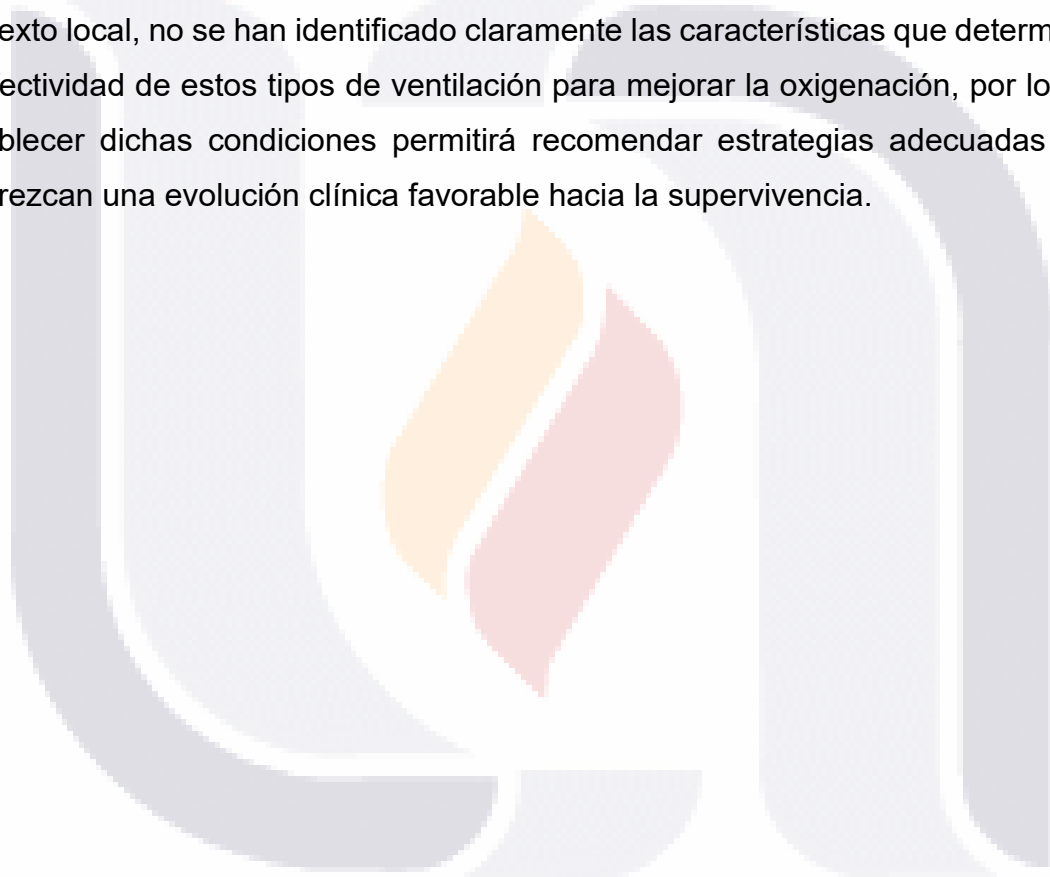 exto local, no se han identificado claramente las características que determ
ectividad de estos tipos de ventilación para mejorar la oxigenación, por lo
blecer dichas condiciones permitirá recomendar estrategias adecuadas
rezcan una evolución clínica favorable hacia la supervivencia.